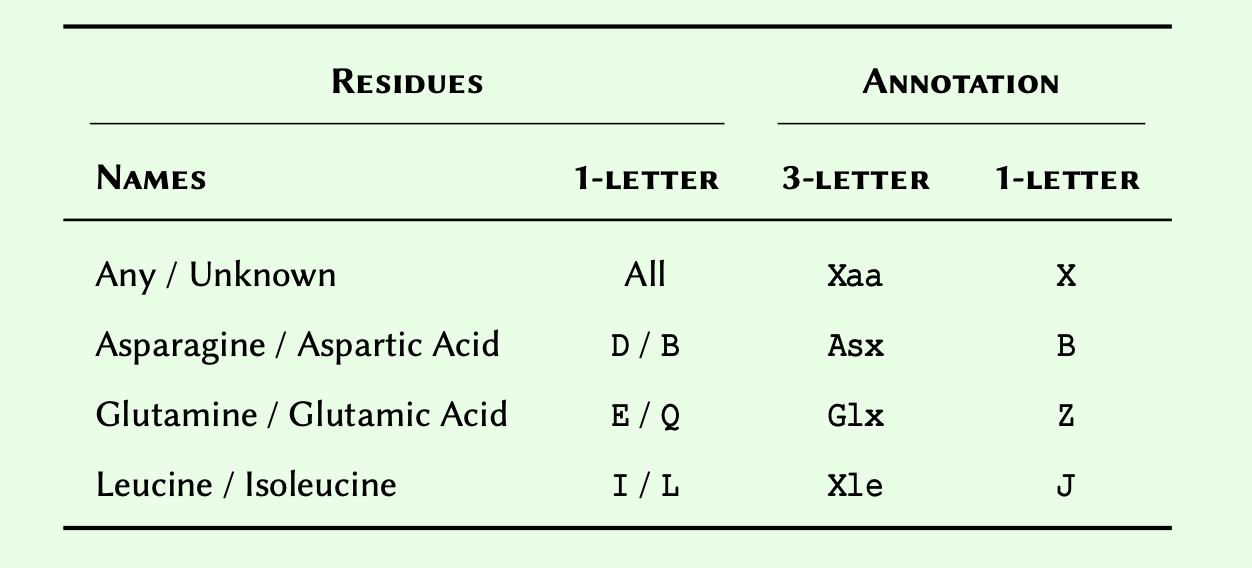 Residues Annotation
Names 1-letter 3-letter 1-letter
Any / Unknown All Xaa X
Asparagine / Aspartic Acid D / B Asx B
Glutamine / Glutamic Acid E / Q Glx Z
Leucine / Isoleucine I / L Xle J